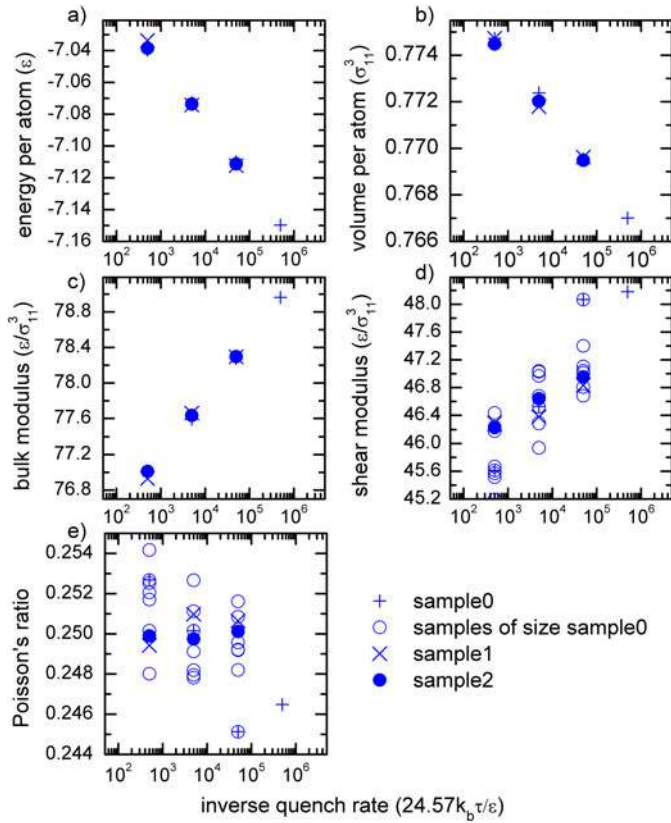 a)
energy per atom (ε)
-7.04
-7.06
-7.08
-7.10
-7.12
-7.14
-7.16
10² 10³ 10⁴ 10⁵ 10⁶
b)
volume per atom (σ³₁₁)
0.774
0.772
0.770
0.768
0.766
10² 10³ 10⁴ 10⁵ 10⁶
c)
bulk modulus (ε/σ³₁₁)
78.8
78.4
78.0
77.6
77.2
76.8
10² 10³ 10⁴ 10⁵ 10⁶
d)
shear modulus (ε/σ³₁₁)
48.0
47.6
47.2
46.8
46.4
46.0
45.6
45.2
10² 10³ 10⁴ 10⁵ 10⁶
e)
Poisson's ratio
0.254
0.252
0.250
0.248
0.246
0.244
10² 10³ 10⁴ 10⁵ 10⁶
sample0
samples of size sample0
sample1
sample2
inverse quench rate (24.57k_bτ/ε)